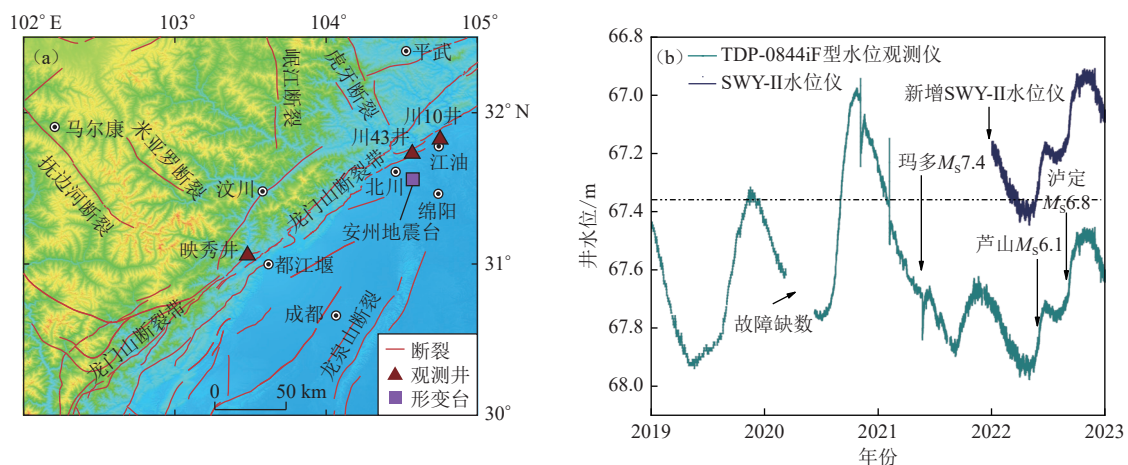 102° E
103°
104°
105°
(a)
平武
岷江断裂
虎牙断裂
32° N
川10井
马尔康
川43井
米亚罗断裂
江油
抚边河断裂
龙门山断裂带
北川
汶川
绵阳
安州地震台
映秀井
31°
都江堰
成都
龙泉山断裂
龙门山断裂带
断裂
观测井
形变台
0
50 km
30°
66.8
(b)
TDP-0844iF型水位观测仪
SWY-II水位仪
67.0
新增SWY-II水位仪
67.2
玛多MS7.4
泸定
MS6.8
67.4
井水位/m
芦山MS6.1
67.6
故障缺数
67.8
68.0
2019
2020
2021
2022
2023
年份